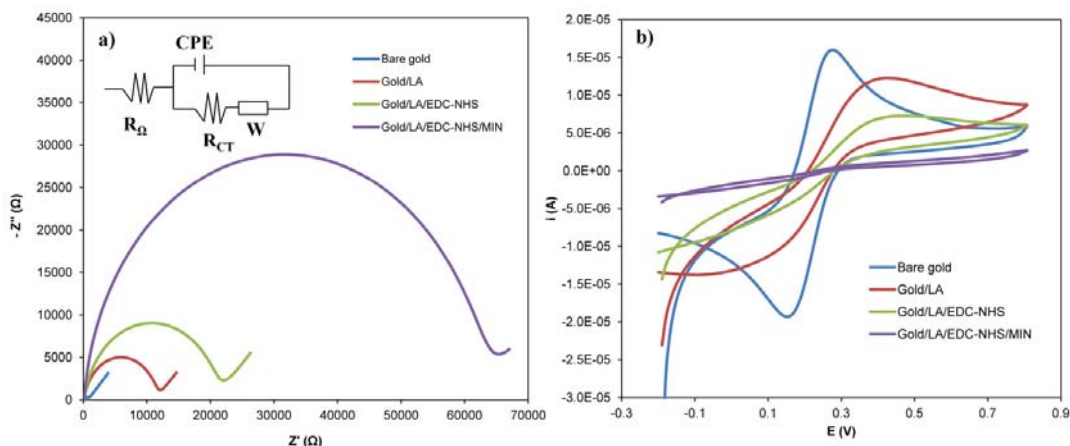 a)
CPE
RΩ
RCT
W
Bare gold
Gold/LA
Gold/LA/EDC-NHS
Gold/LA/EDC-NHS/MIN
45000
40000
35000
30000
25000
20000
15000
10000
5000
0
- Z'' (Ω)
0 10000 20000 30000 40000 50000 60000 70000
Z' (Ω)
b)
2.0E-05
1.5E-05
1.0E-05
5.0E-06
0.0E+00
-5.0E-06
-1.0E-05
-1.5E-05
-2.0E-05
-2.5E-05
-3.0E-05
i (A)
Bare gold
Gold/LA
Gold/LA/EDC-NHS
Gold/LA/EDC-NHS/MIN
-0.3 -0.1 0.1 0.3 0.5 0.7 0.9
E (V)